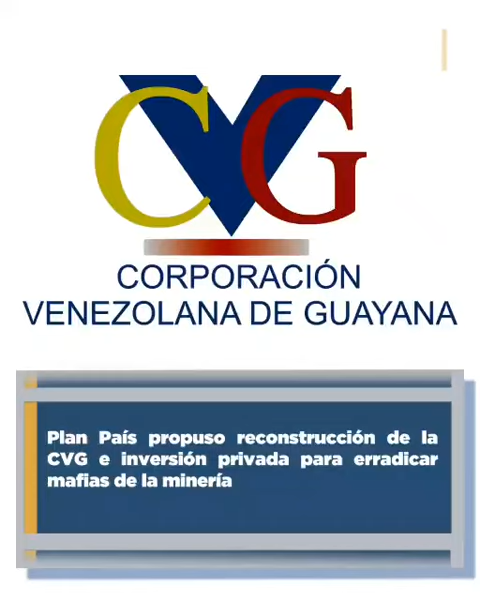 CVG
CORPORACIÓN
VENEZOLANA DE GUAYANA
Plan País propuso reconstrucción de la
CVG e inversión privada para erradicar
mafias de la minería